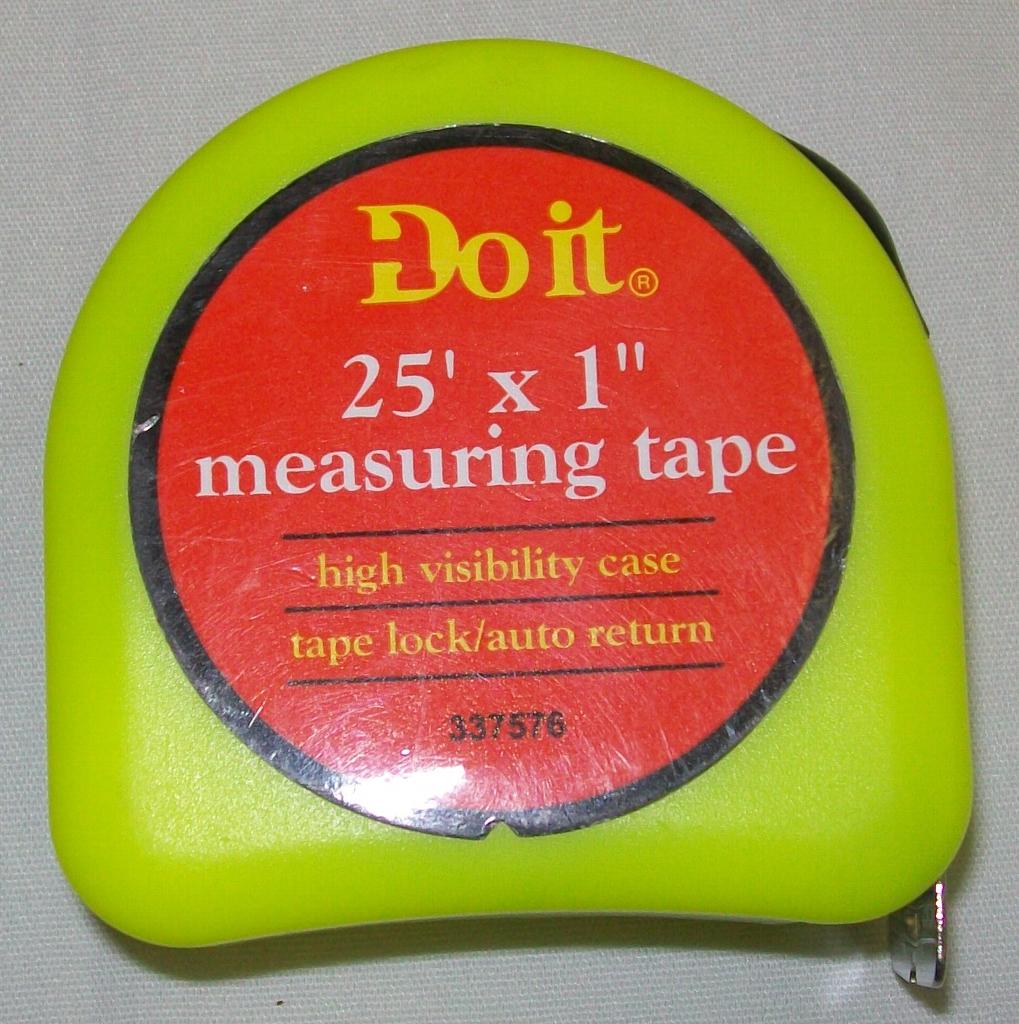 Do it®
25' x 1"
measuring tape
high visibility case
tape lock/auto return
337576